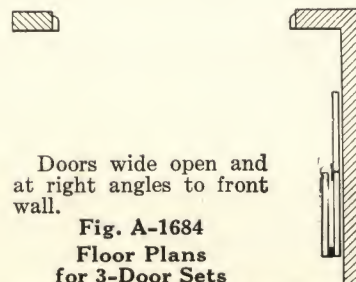 Doors wide open and
at right angles to front
wall.
Fig. A-1684
Floor Plans
for 3-Door Sets